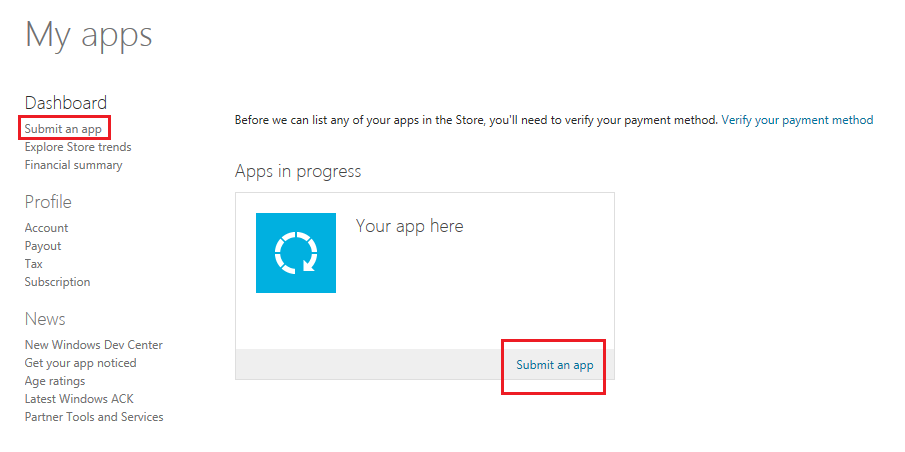 My apps
Dashboard
Submit an app
Explore Store trends
Financial summary
Profile
Account
Payout
Tax
Subscription
News
New Windows Dev Center
Get your app noticed
Age ratings
Latest Windows ACK
Partner Tools and Services
Before we can list any of your apps in the Store, you'll need to verify your payment method. Verify your payment method
Apps in progress
Your app here
Submit an app